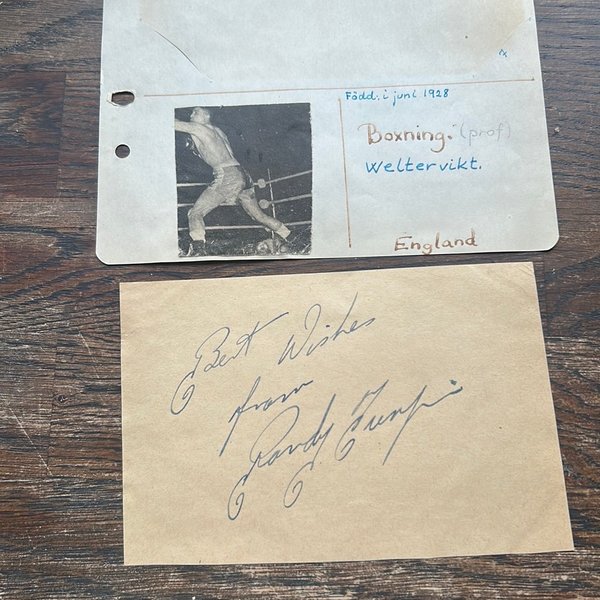 Född. i juni 1928
Boxning. (prof)
Weltervikt.
England
Best Wishes
from
Randy Turpin